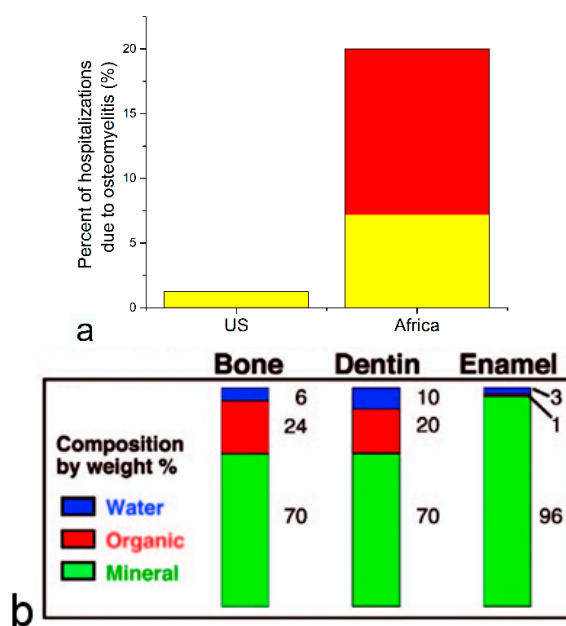 Percent of hospitalizations
due to osteomyelitis (%)
20
15
10
5
0
US
Africa
a
Bone
Dentin
Enamel
6
10
3
24
20
1
Composition
by weight %
Water
Organic
Mineral
70
70
96
b